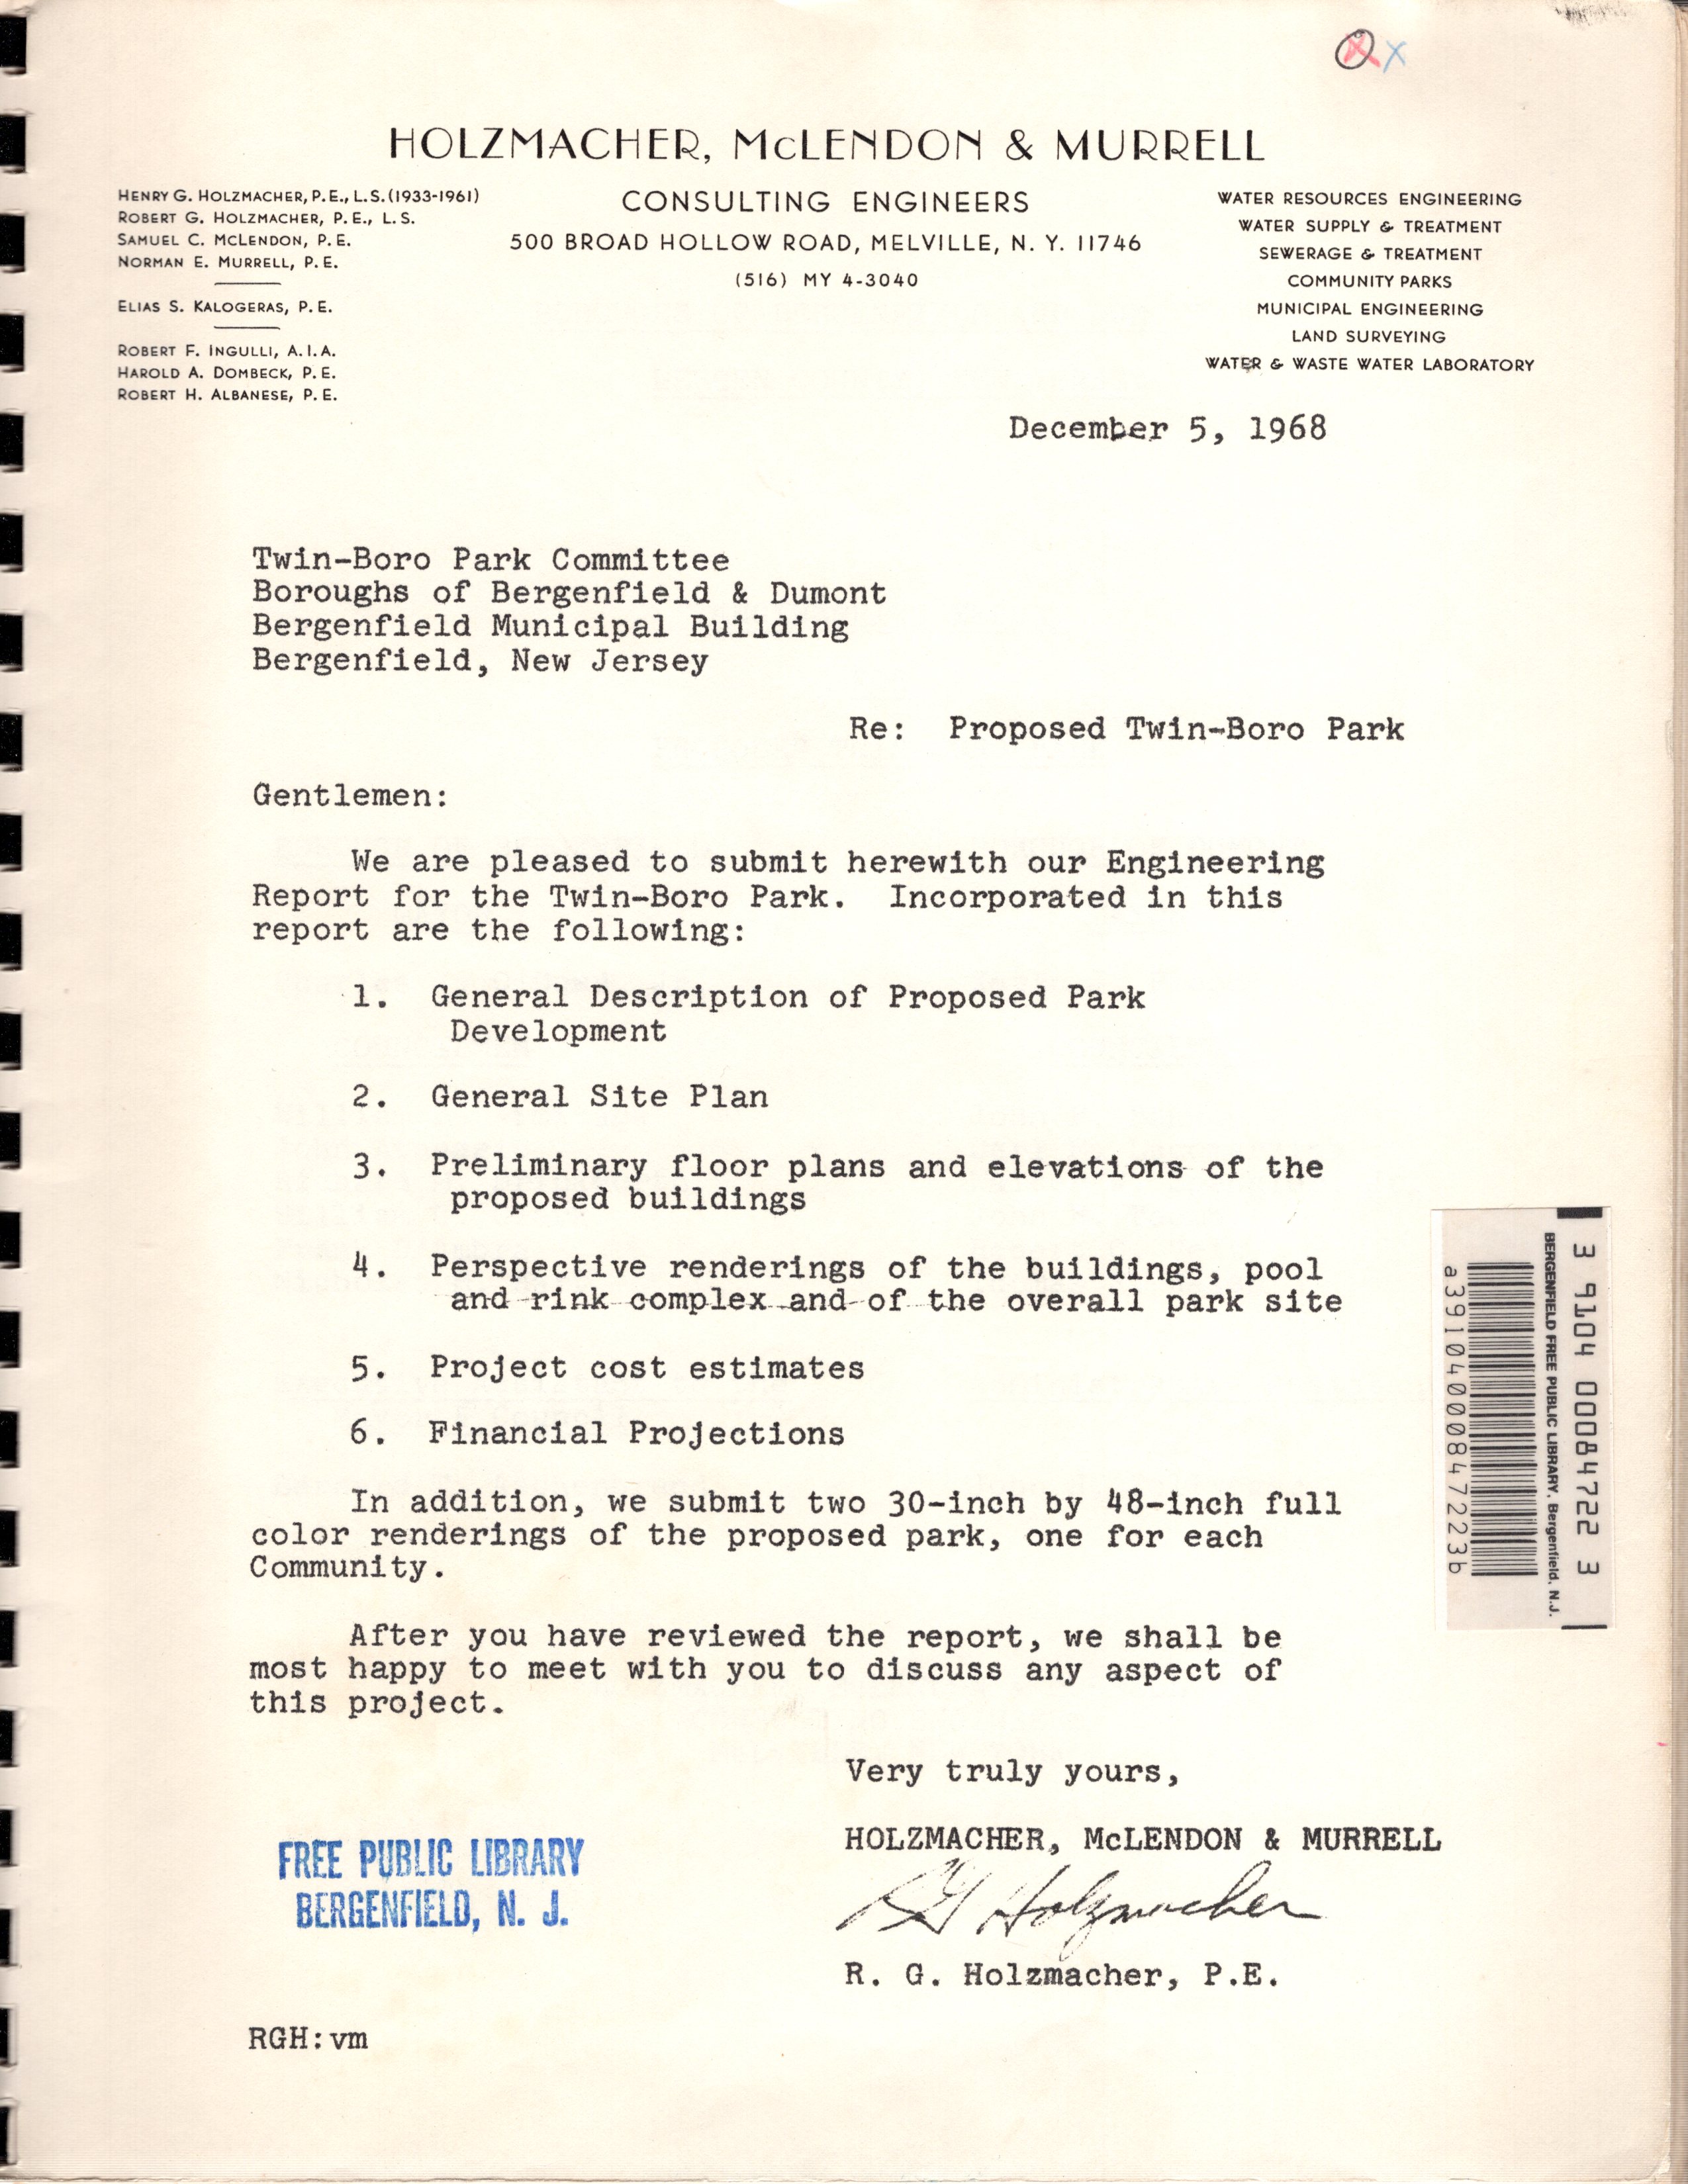 HOLZMACHER, McLENDON & MURRELL
CONSULTING ENGINEERS
500 BROAD HOLLOW ROAD, MELVILLE, N. Y. 11746
(516) MY 4-3040
HENRY G. HOLZMACHER, P.E., L.S. (1933-1961)
ROBERT G. HOLZMACHER, P.E., L.S.
SAMUEL C. MCLENDON, P.E.
NORMAN E. MURRELL, P.E.
ELIAS S. KALOGERAS, P.E.
ROBERT F. INGULLI, A.I.A.
HAROLD A. DOMBECK, P.E.
ROBERT H. ALBANESE, P.E.
WATER RESOURCES ENGINEERING
WATER SUPPLY & TREATMENT
SEWERAGE & TREATMENT
COMMUNITY PARKS
MUNICIPAL ENGINEERING
LAND SURVEYING
WATER & WASTE WATER LABORATORY
December 5, 1968
Twin-Boro Park Committee
Boroughs of Bergenfield & Dumont
Bergenfield Municipal Building
Bergenfield, New Jersey
Re: Proposed Twin-Boro Park
Gentlemen:
We are pleased to submit herewith our Engineering
Report for the Twin-Boro Park. Incorporated in this
report are the following:
1. General Description of Proposed Park
Development
2. General Site Plan
3. Preliminary floor plans and elevations of the
proposed buildings
4. Perspective renderings of the buildings, pool
and rink complex and of the overall park site
5. Project cost estimates
6. Financial Projections
In addition, we submit two 30-inch by 48-inch full
color renderings of the proposed park, one for each
Community.
After you have reviewed the report, we shall be
most happy to meet with you to discuss any aspect of
this project.
Very truly yours,
HOLZMACHER, McLENDON & MURRELL
RG Holzmacher
R. G. Holzmacher, P.E.
RGH:vm
FREE PUBLIC LIBRARY
BERGENFIELD, N. J.
3 9104 00084722 3
BERGENFIELD FREE PUBLIC LIBRARY, Bergenfield, N.J.
a39104000847223b